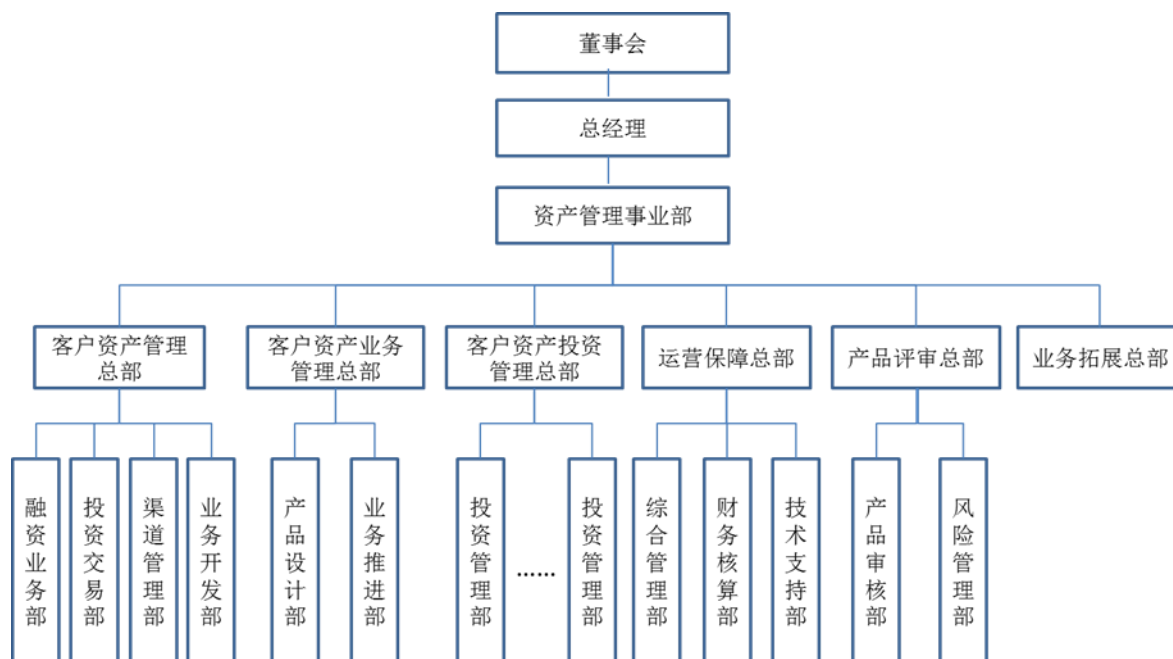 董事会
总经理
资产管理事业部
客户资产管理
总部
客户资产业务
管理总部
客户资产投资
管理总部
运营保障总部
产品评审总部
业务拓展总部
融资业务部
投资交易部
渠道管理部
业务开发部
产品设计部
业务推进部
投资管理部
……
投资管理部
综合管理部
财务核算部
技术支持部
产品审核部
风险管理部